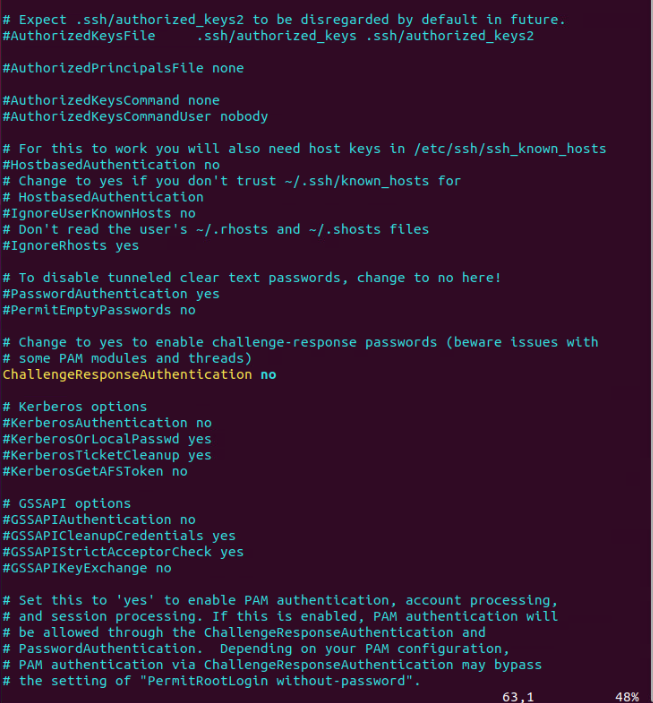 # Expect .ssh/authorized_keys2 to be disregarded by default in future.
#AuthorizedKeysFile     .ssh/authorized_keys .ssh/authorized_keys2
#AuthorizedPrincipalsFile none
#AuthorizedKeysCommand none
#AuthorizedKeysCommandUser nobody
# For this to work you will also need host keys in /etc/ssh/ssh_known_hosts
#HostbasedAuthentication no
# Change to yes if you don't trust ~/.ssh/known_hosts for
# HostbasedAuthentication
#IgnoreUserKnownHosts no
# Don't read the user's ~/.rhosts and ~/.shosts files
#IgnoreRhosts yes
# To disable tunneled clear text passwords, change to no here!
#PasswordAuthentication yes
#PermitEmptyPasswords no
# Change to yes to enable challenge-response passwords (beware issues with
# some PAM modules and threads)
ChallengeResponseAuthentication no
# Kerberos options
#KerberosAuthentication no
#KerberosOrLocalPasswd yes
#KerberosTicketCleanup yes
#KerberosGetAFSToken no
# GSSAPI options
#GSSAPIAuthentication no
#GSSAPICleanupCredentials yes
#GSSAPIStrictAcceptorCheck yes
#GSSAPIKeyExchange no
# Set this to 'yes' to enable PAM authentication, account processing,
# and session processing. If this is enabled, PAM authentication will
# be allowed through the ChallengeResponseAuthentication and
# PasswordAuthentication.  Depending on your PAM configuration,
# PAM authentication via ChallengeResponseAuthentication may bypass
# the setting of "PermitRootLogin without-password".
63,1          48%